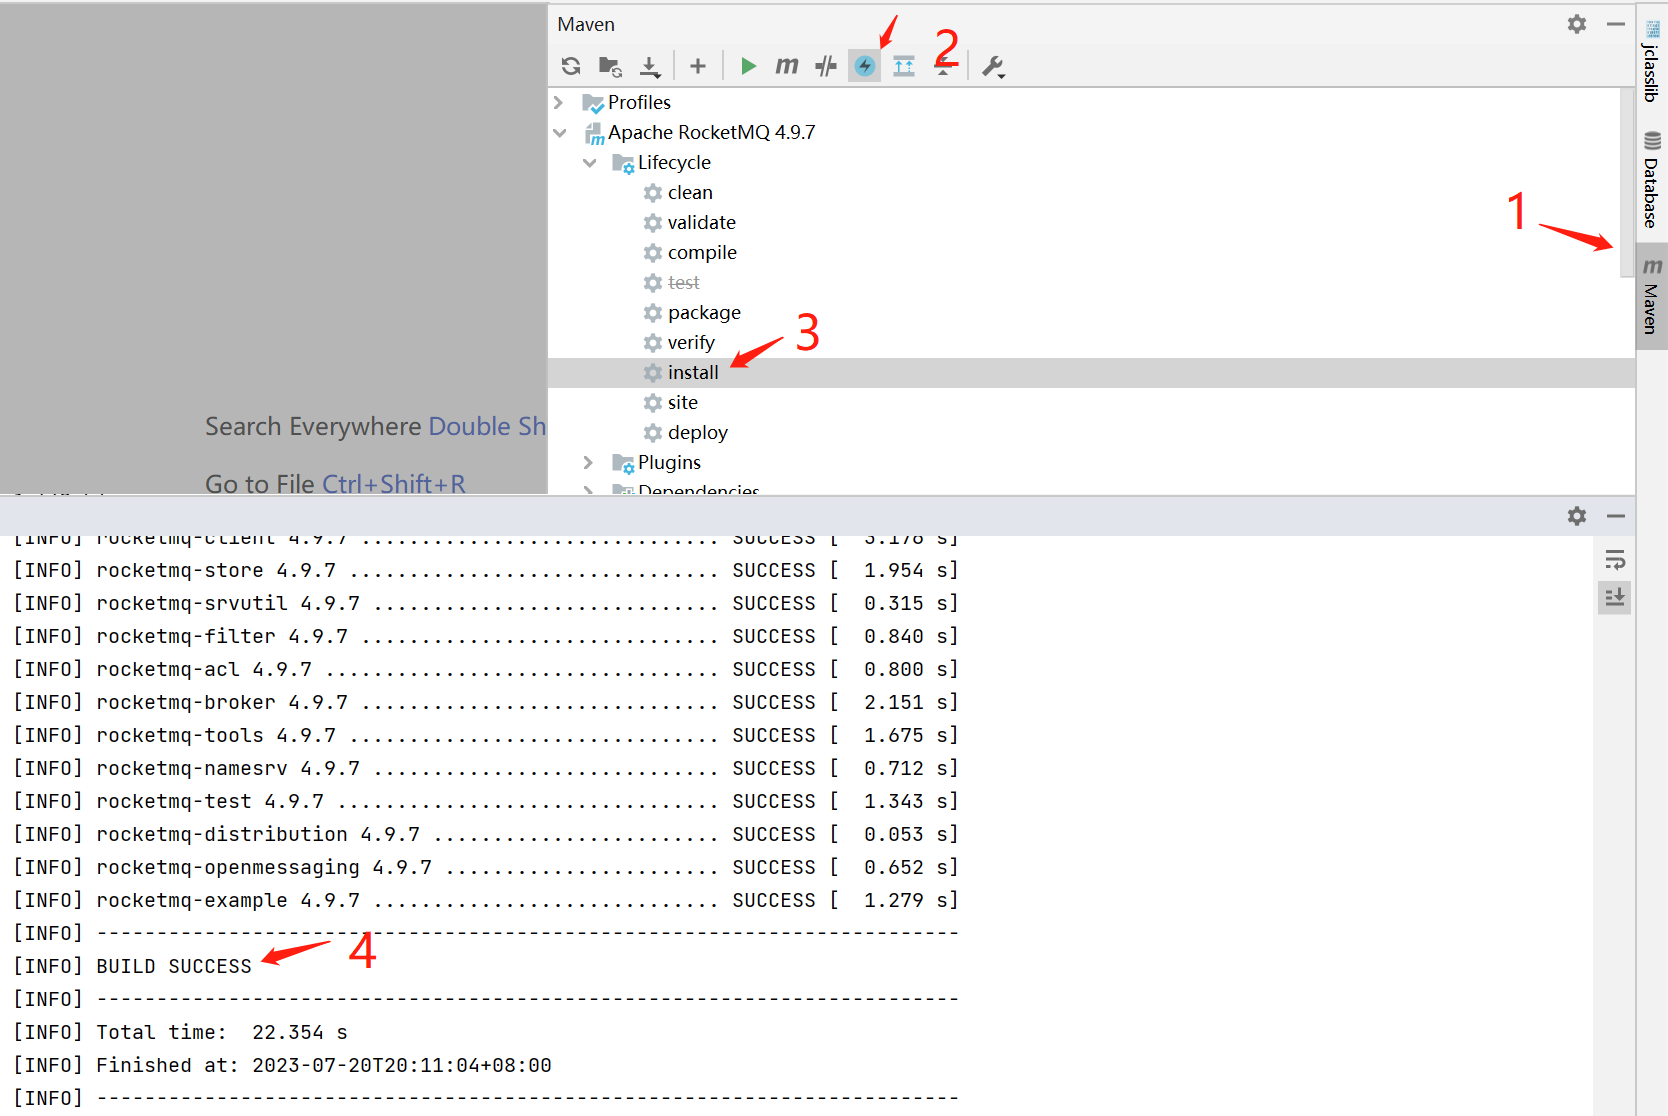 Maven
2
Profiles
Apache RocketMQ 4.9.7
Lifecycle
clean
validate
compile
test
package
verify
install
site
deploy
Plugins
Dependencies
1
3
jclasslib
Database
m Maven
Search Everywhere Double Sh
Go to File Ctrl+Shift+R
[INFO] rocketmq-client 4.9.7 .............................. SUCCESS [  3.178 s]
[INFO] rocketmq-store 4.9.7 ............................... SUCCESS [  1.954 s]
[INFO] rocketmq-srvutil 4.9.7 ............................. SUCCESS [  0.315 s]
[INFO] rocketmq-filter 4.9.7 .............................. SUCCESS [  0.840 s]
[INFO] rocketmq-acl 4.9.7 ................................. SUCCESS [  0.800 s]
[INFO] rocketmq-broker 4.9.7 .............................. SUCCESS [  2.151 s]
[INFO] rocketmq-tools 4.9.7 ............................... SUCCESS [  1.675 s]
[INFO] rocketmq-namesrv 4.9.7 ............................. SUCCESS [  0.712 s]
[INFO] rocketmq-test 4.9.7 ................................ SUCCESS [  1.343 s]
[INFO] rocketmq-distribution 4.9.7 ........................ SUCCESS [  0.053 s]
[INFO] rocketmq-openmessaging 4.9.7 ....................... SUCCESS [  0.652 s]
[INFO] rocketmq-example 4.9.7 ............................. SUCCESS [  1.279 s]
[INFO] ------------------------------------------------------------------------
[INFO] BUILD SUCCESS
4
[INFO] ------------------------------------------------------------------------
[INFO] Total time:  22.354 s
[INFO] Finished at: 2023-07-20T20:11:04+08:00
[INFO] ------------------------------------------------------------------------